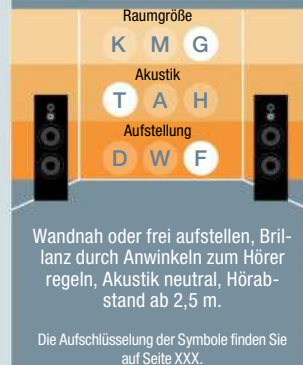 Raumgröße
K M G
Akustik
T A H
Aufstellung
D W F
Wandnah oder frei aufstellen, Bril-
lanz durch Anwinkeln zum Hörer
regeln, Akustik neutral, Hörab-
stand ab 2,5 m.
Die Aufschlüsselung der Symbole finden Sie
auf Seite XXX.